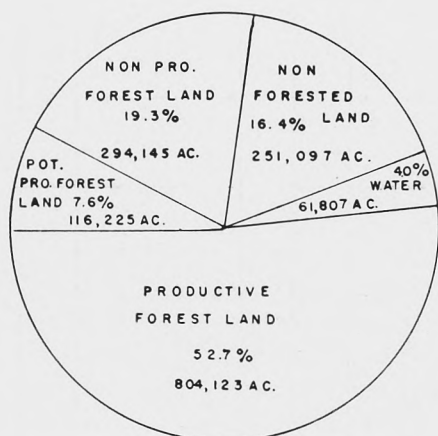 NON PRO.
FOREST LAND
19.3%
294,145 AC.
NON
FORESTED
16.4% LAND
251,097 AC.
4.0%
WATER
61,807 AC.
POT.
PRO. FOREST
LAND 7.6%
116,225 AC.
PRODUCTIVE
FOREST LAND
52.7%
804,123 AC.